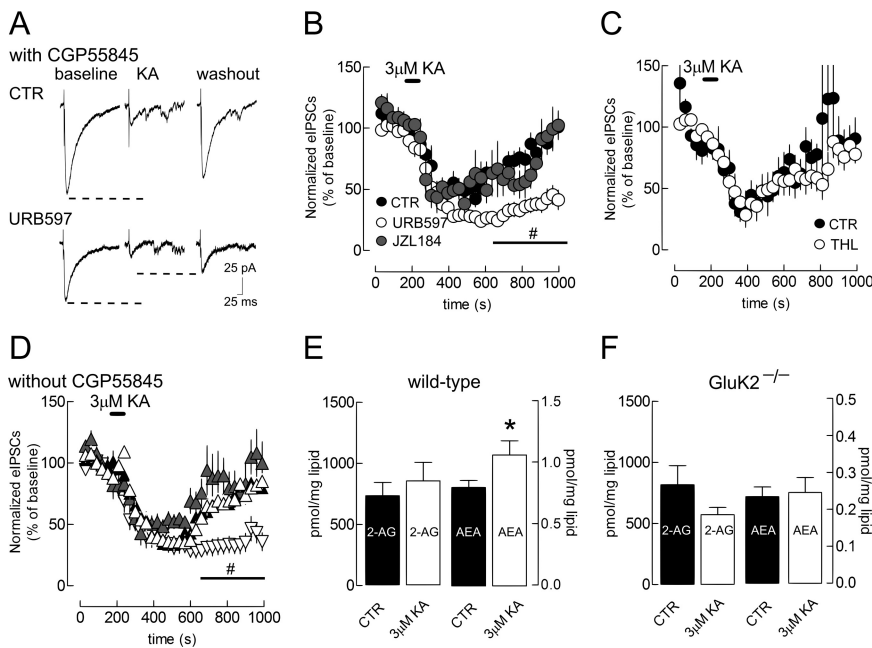 A
with CGP55845
baseline KA washout
CTR
URB597
25 pA
25 ms
B
3µM KA
Normalized eIPSCs
(% of baseline)
150
100
50
0
CTR
URB597
JZL184
#
0 200 400 600 800 1000
time (s)
C
3µM KA
Normalized eIPSCs
(% of baseline)
150
100
50
0
CTR
THL
0 200 400 600 800 1000
time (s)
D
without CGP55845
3µM KA
Normalized eIPSCs
(% of baseline)
150
100
50
0
#
0 200 400 600 800 1000
time (s)
E
wild-type
pmol/mg lipid
1500
1000
500
0
*
2-AG 2-AG AEA AEA
CTR 3µM KA CTR 3µM KA
1.5
1.0
0.5
0.0
pmol/mg lipid
F
GluK2 –/–
pmol/mg lipid
1500
1000
500
0
2-AG 2-AG AEA AEA
CTR 3µM KA CTR 3µM KA
0.5
0.4
0.3
0.2
0.1
0.0
pmol/mg lipid